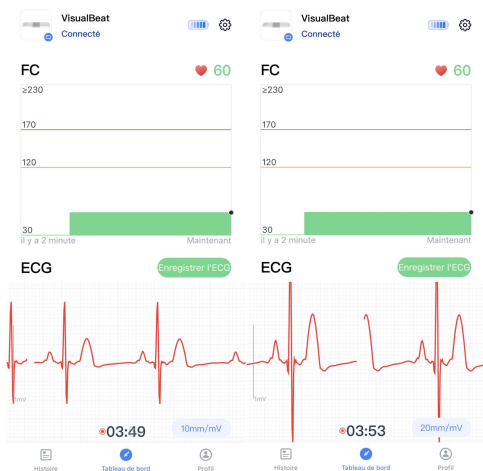 VisualBeat
Connecté
FC
60
≥230
170
120
30
il y a 2 minute
Maintenant
ECG
Enregistrer l'ECG
1mV
03:49
10mm/mV
Histoire
Tableau de bord
Profil
VisualBeat
Connecté
FC
60
≥230
170
120
30
il y a 2 minute
Maintenant
ECG
Enregistrer l'ECG
1mV
03:53
20mm/mV
Histoire
Tableau de bord
Profil